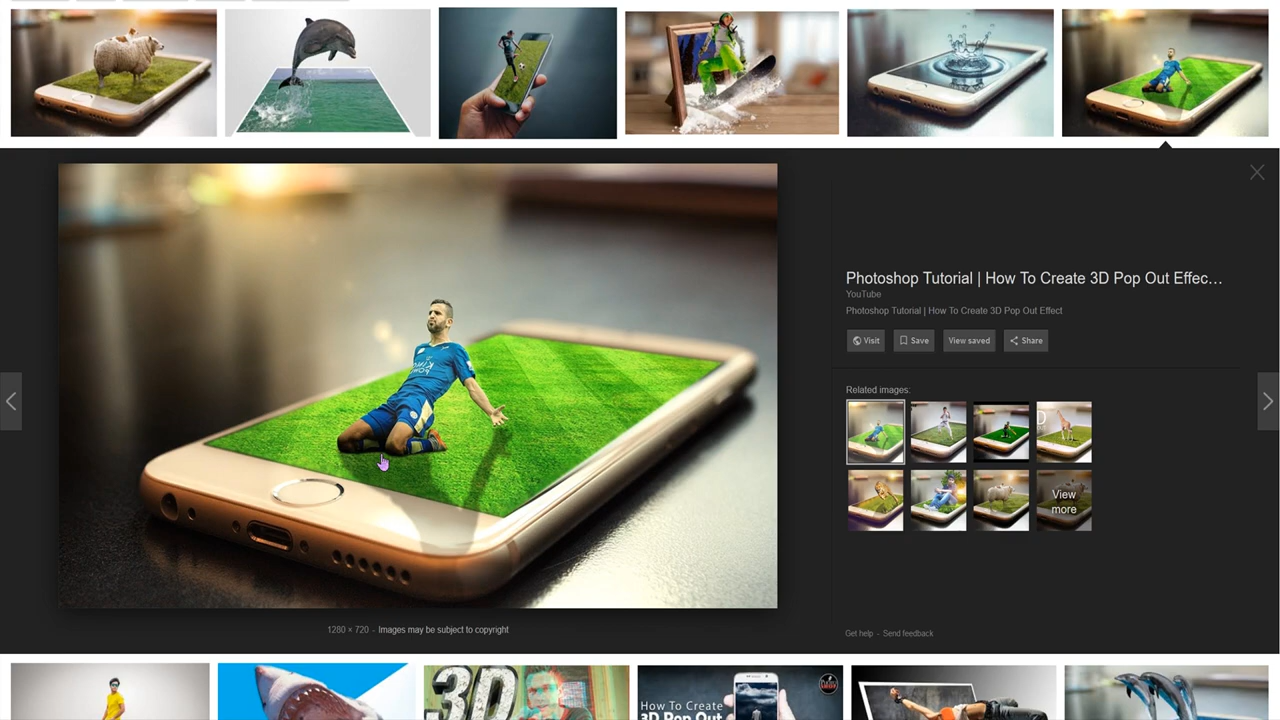 Photoshop Tutorial | How To Create 3D Pop Out Effec...
YouTube
Photoshop Tutorial | How To Create 3D Pop Out Effect
Visit
Save
View saved
Share
Related images:
View
more
1280 × 720 - Images may be subject to copyright
Get help - Send feedback
3D
How To Create
3D Pop Out